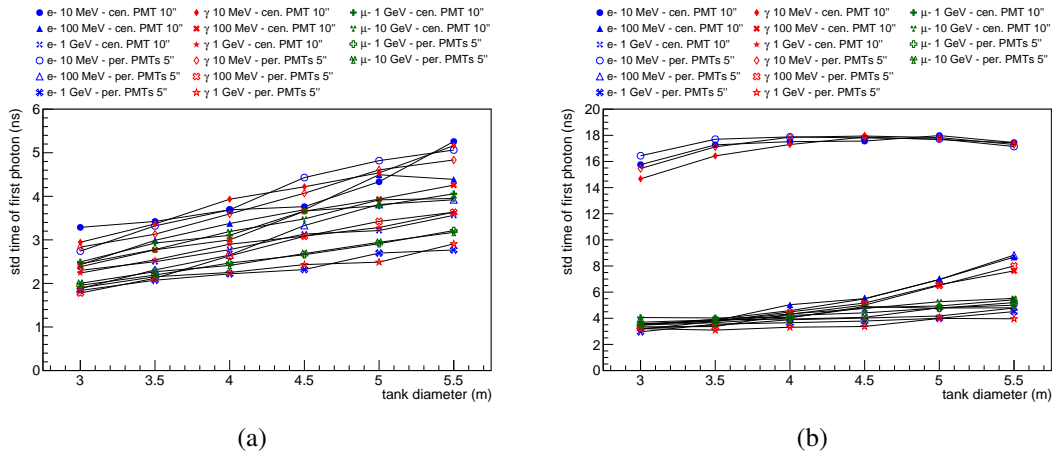 e- 10 MeV - cen. PMT 10" γ 10 MeV - cen. PMT 10" μ- 1 GeV - cen. PMT 10"
e- 100 MeV - cen. PMT 10" γ 100 MeV - cen. PMT 10" μ- 10 GeV - cen. PMT 10"
e- 1 GeV - cen. PMT 10" γ 1 GeV - cen. PMT 10" μ- 1 GeV - per. PMTs 5"
e- 10 MeV - per. PMTs 5" γ 10 MeV - per. PMTs 5" μ- 10 GeV - per. PMTs 5"
e- 100 MeV - per. PMTs 5" γ 100 MeV - per. PMTs 5"
e- 1 GeV - per. PMTs 5" γ 1 GeV - per. PMTs 5"
std time of first photon (ns)
6
5
4
3
2
1
0
3 3.5 4 4.5 5 5.5
tank diameter (m)
(a)
e- 10 MeV - cen. PMT 10" γ 10 MeV - cen. PMT 10" μ- 1 GeV - cen. PMT 10"
e- 100 MeV - cen. PMT 10" γ 100 MeV - cen. PMT 10" μ- 10 GeV - cen. PMT 10"
e- 1 GeV - cen. PMT 10" γ 1 GeV - cen. PMT 10" μ- 1 GeV - per. PMTs 5"
e- 10 MeV - per. PMTs 5" γ 10 MeV - per. PMTs 5" μ- 10 GeV - per. PMTs 5"
e- 100 MeV - per. PMTs 5" γ 100 MeV - per. PMTs 5"
e- 1 GeV - per. PMTs 5" γ 1 GeV - per. PMTs 5"
std time of first photon (ns)
20
18
16
14
12
10
8
6
4
2
0
3 3.5 4 4.5 5 5.5
tank diameter (m)
(b)